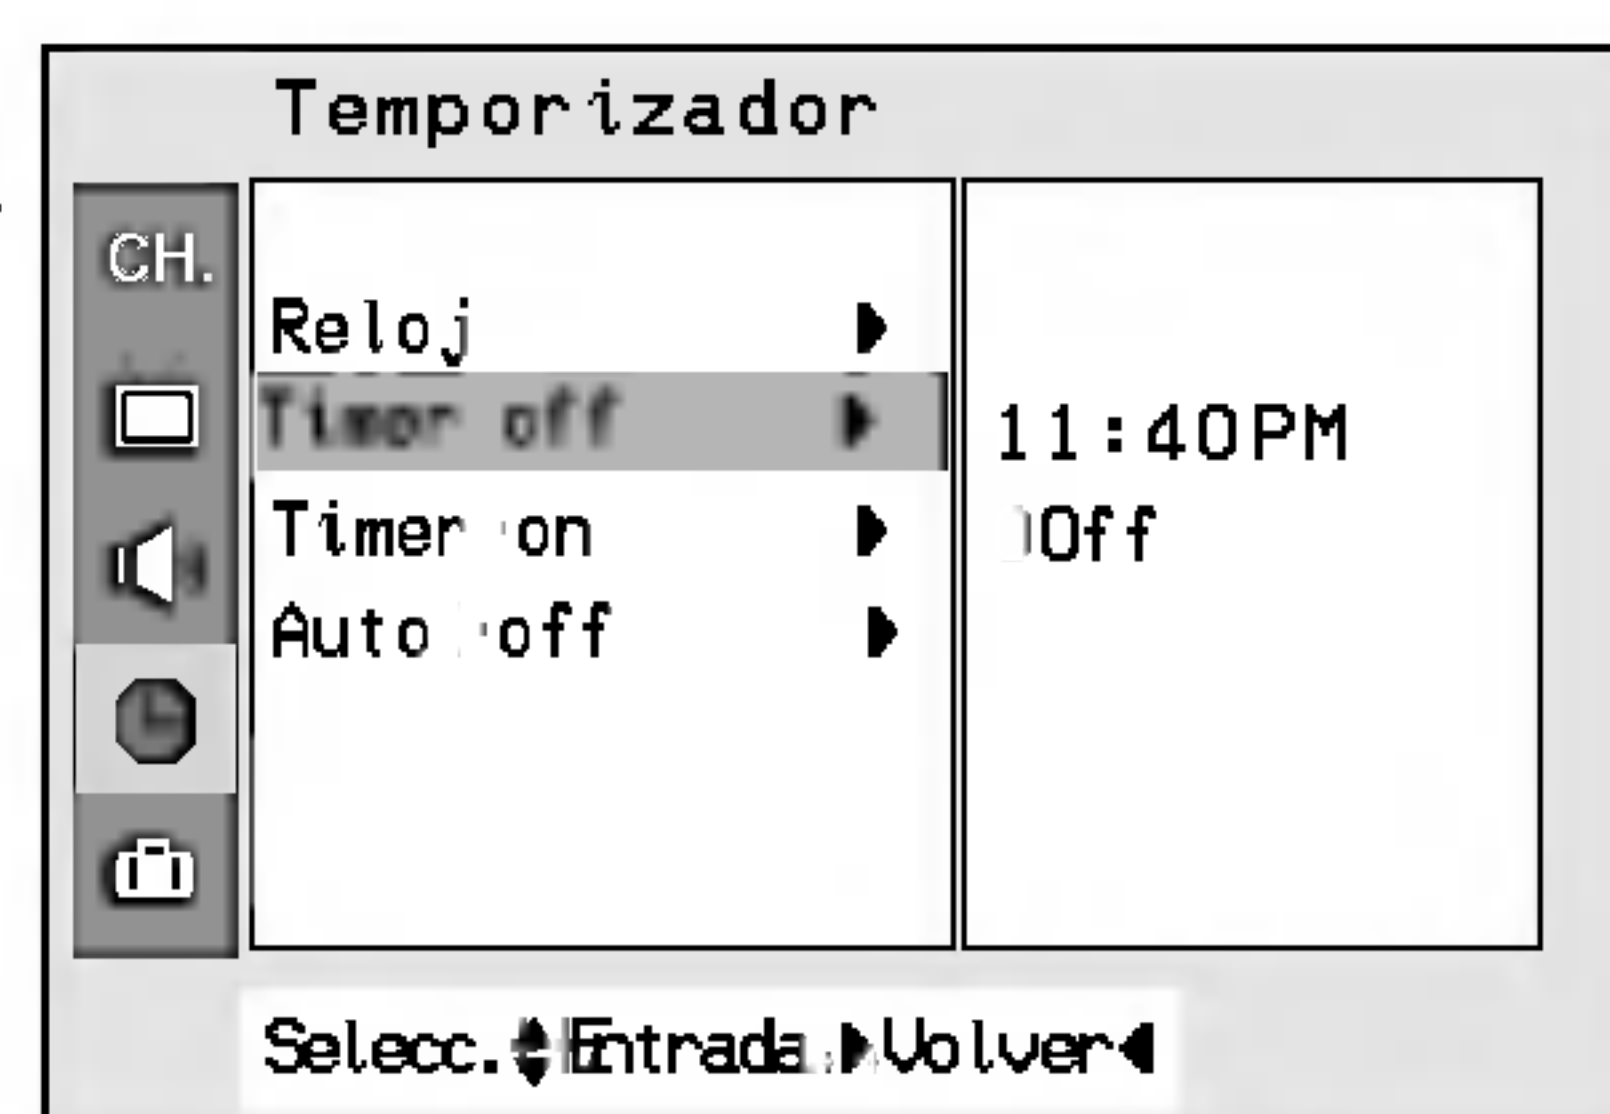 Temporizador
CH.
Reloj
Timer off
11:40PM
Timer on
Off
Auto off
Selecc. Entrada Volver